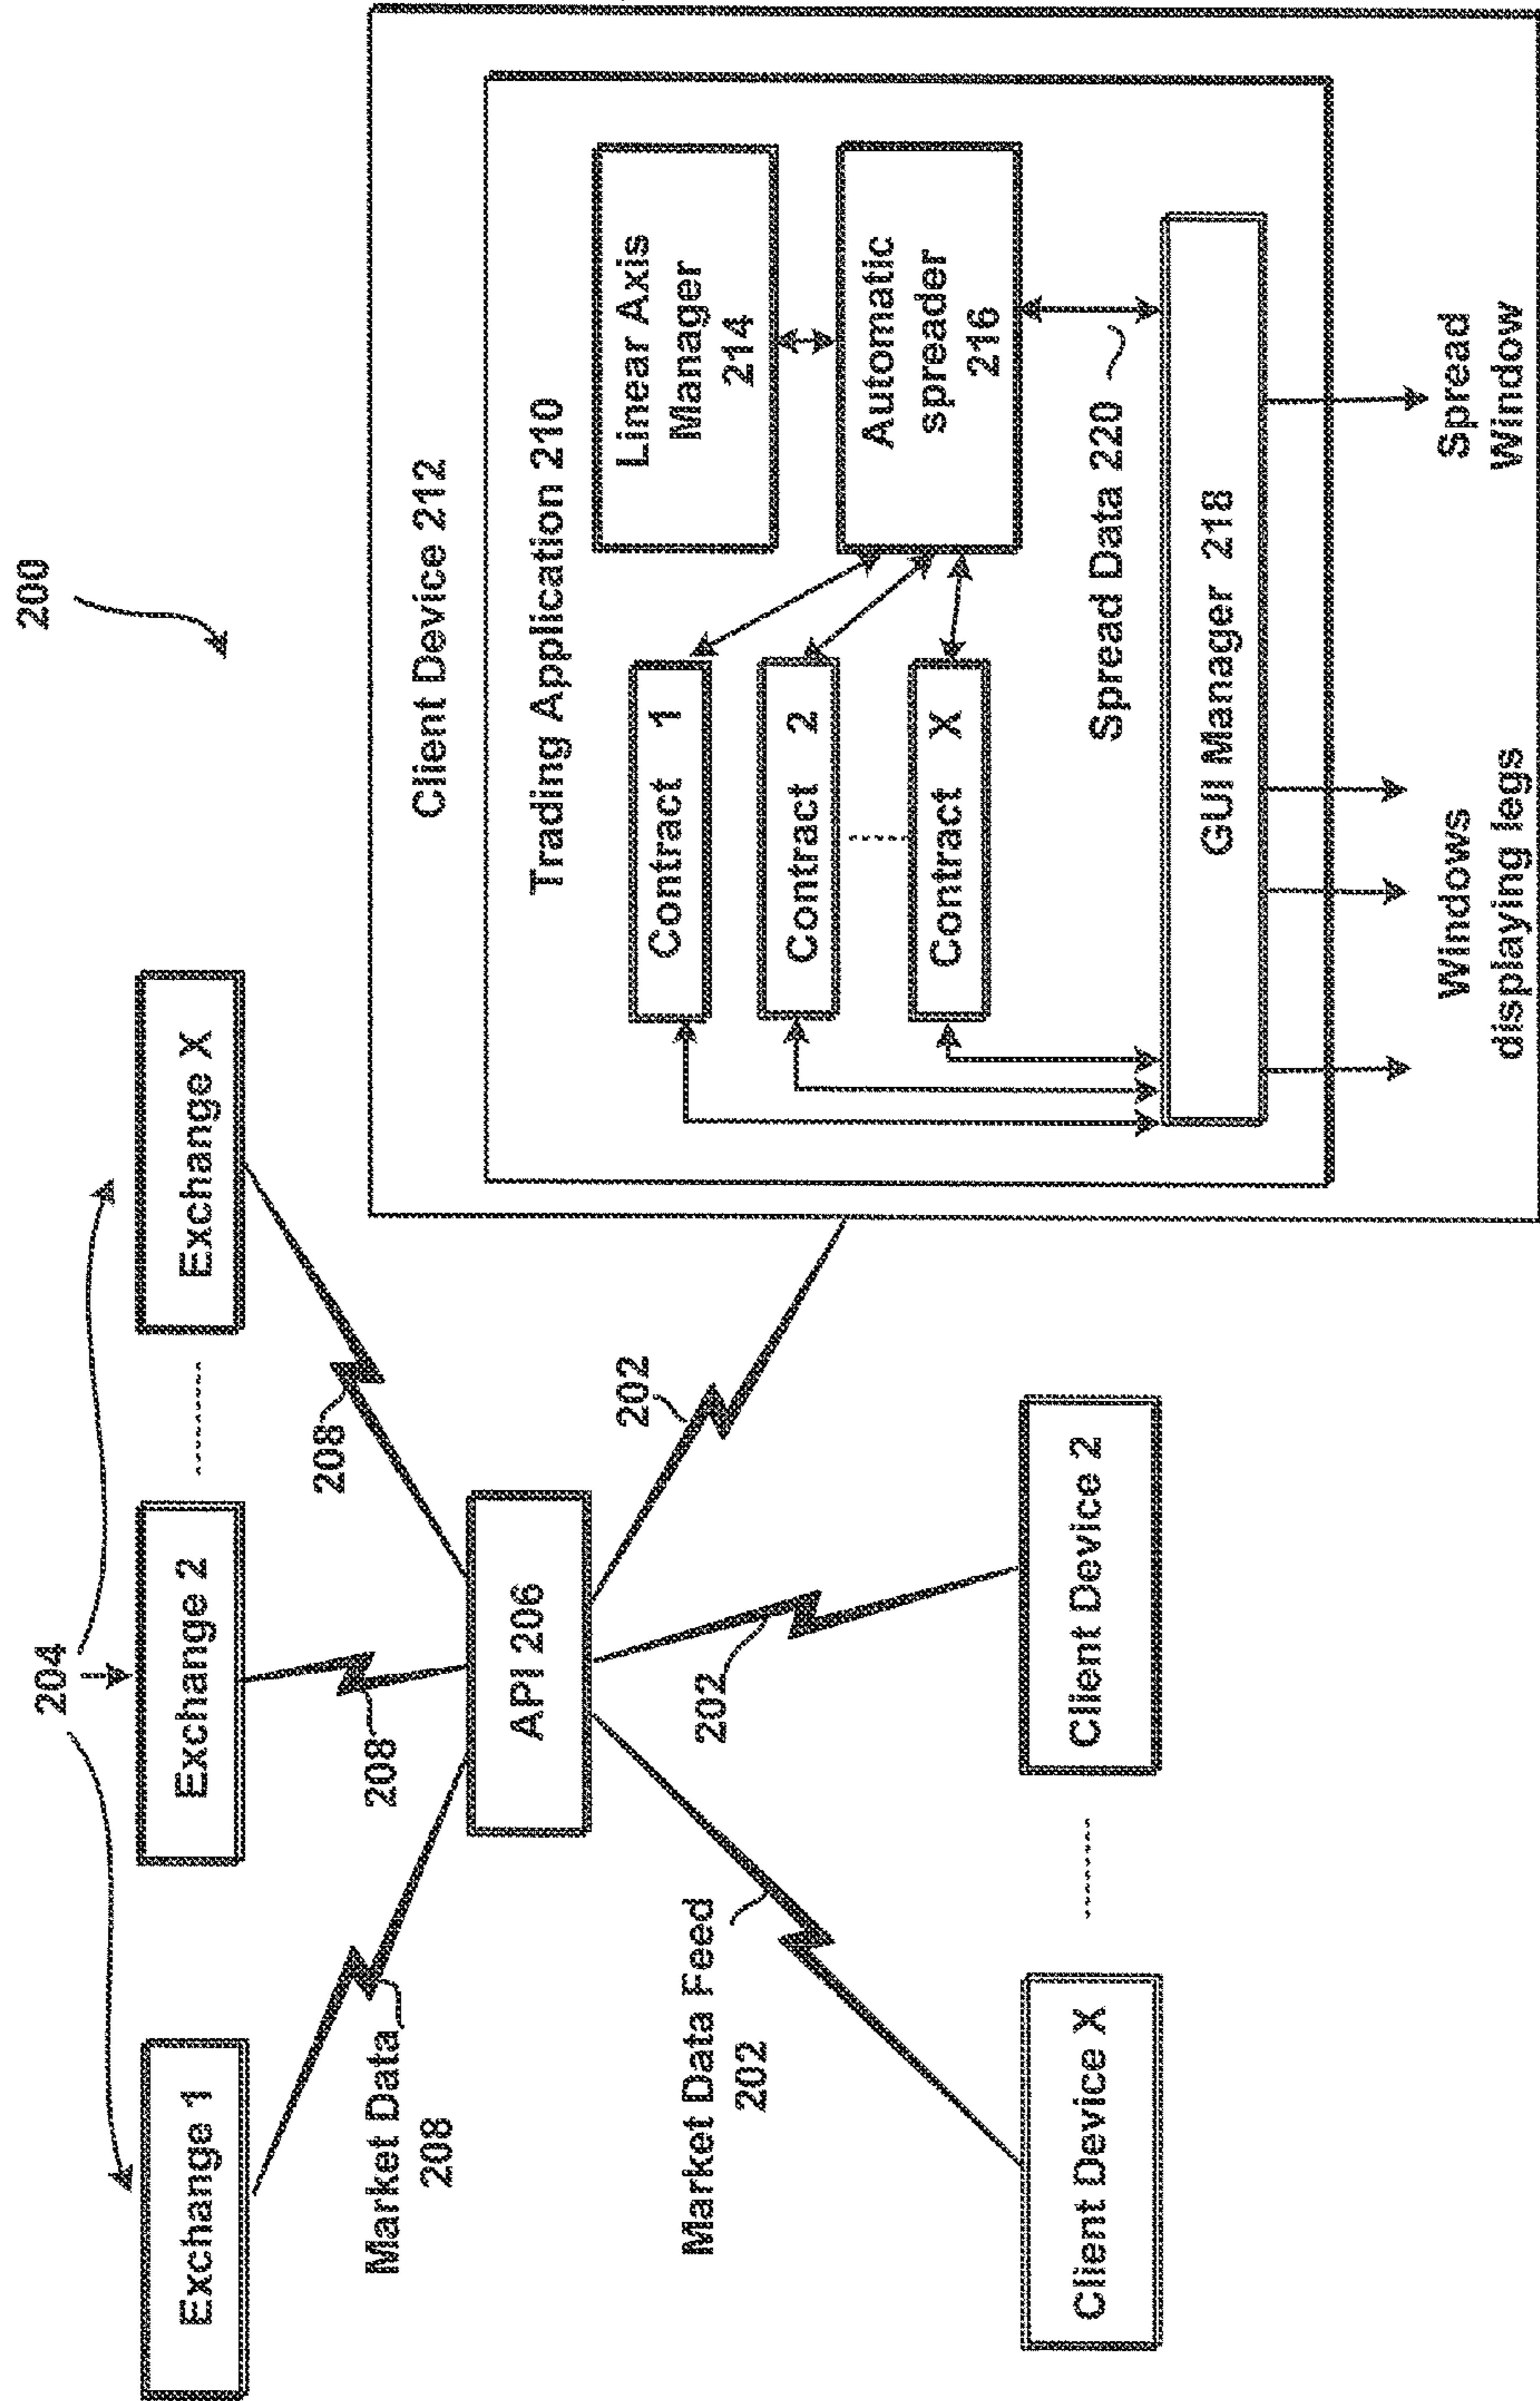 200
204
Exchange 1
Exchange 2
Exchange X
Market Data
208
208
208
API 206
Market Data Feed
202
202
202
Client Device X
Client Device 2
Client Device 212
Trading Application 210
Contract 1
Contract 2
Contract X
Linear Axis
Manager
214
Automatic
spreader
216
Spread Data 220
GUI Manager 218
Windows
displaying legs
Spread
Window